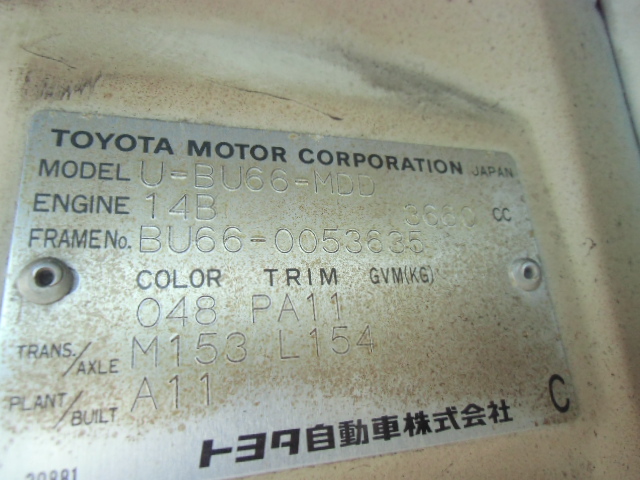 TOYOTA MOTOR CORPORATION JAPAN
MODEL U-BU66-MDD
ENGINE 14B 3660 CC
FRAME No. BU66-0053635
COLOR TRIM GVM(KG)
048 PA11
TRANS./AXLE M153 L154
PLANT/BUILT A11
C
トヨタ自動車株式会社